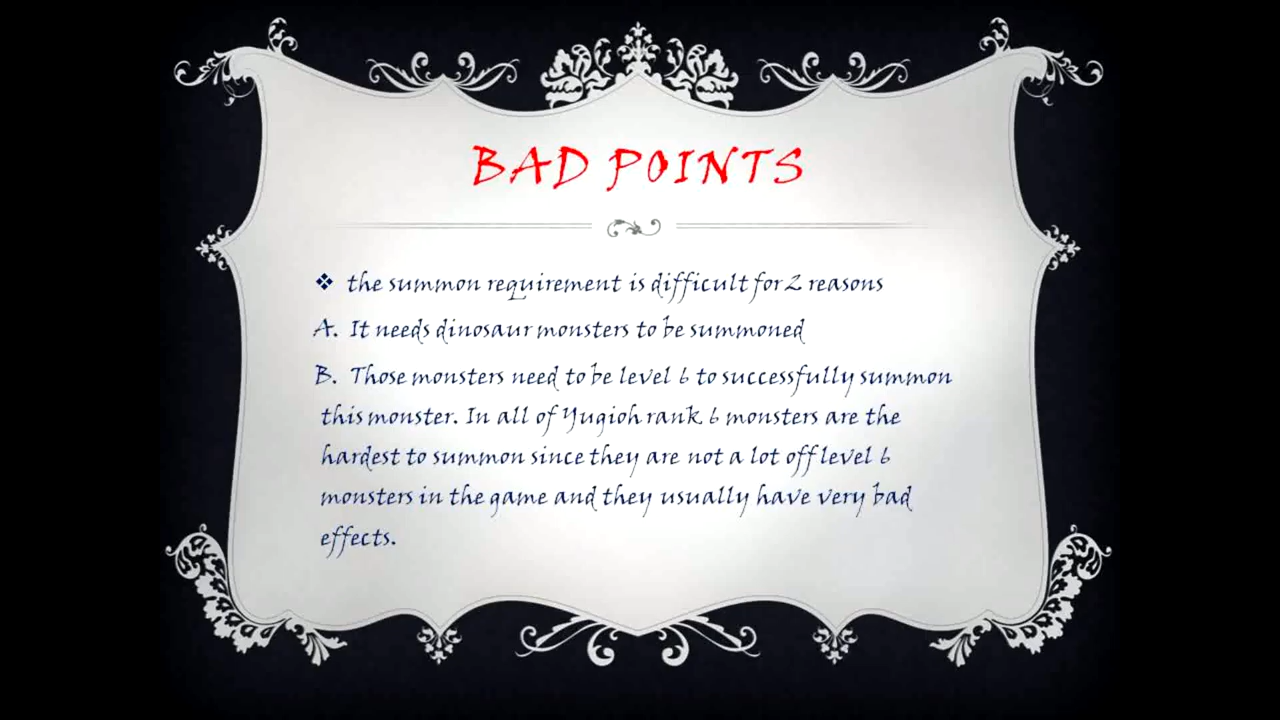 BAD POINTS
❖ the summon requirement is difficult for 2 reasons
A. It needs dinosaur monsters to be summoned
B. Those monsters need to be level 6 to successfully summon
this monster. In all of Yugioh rank 6 monsters are the
hardest to summon since they are not a lot off level 6
monsters in the game and they usually have very bad
effects.